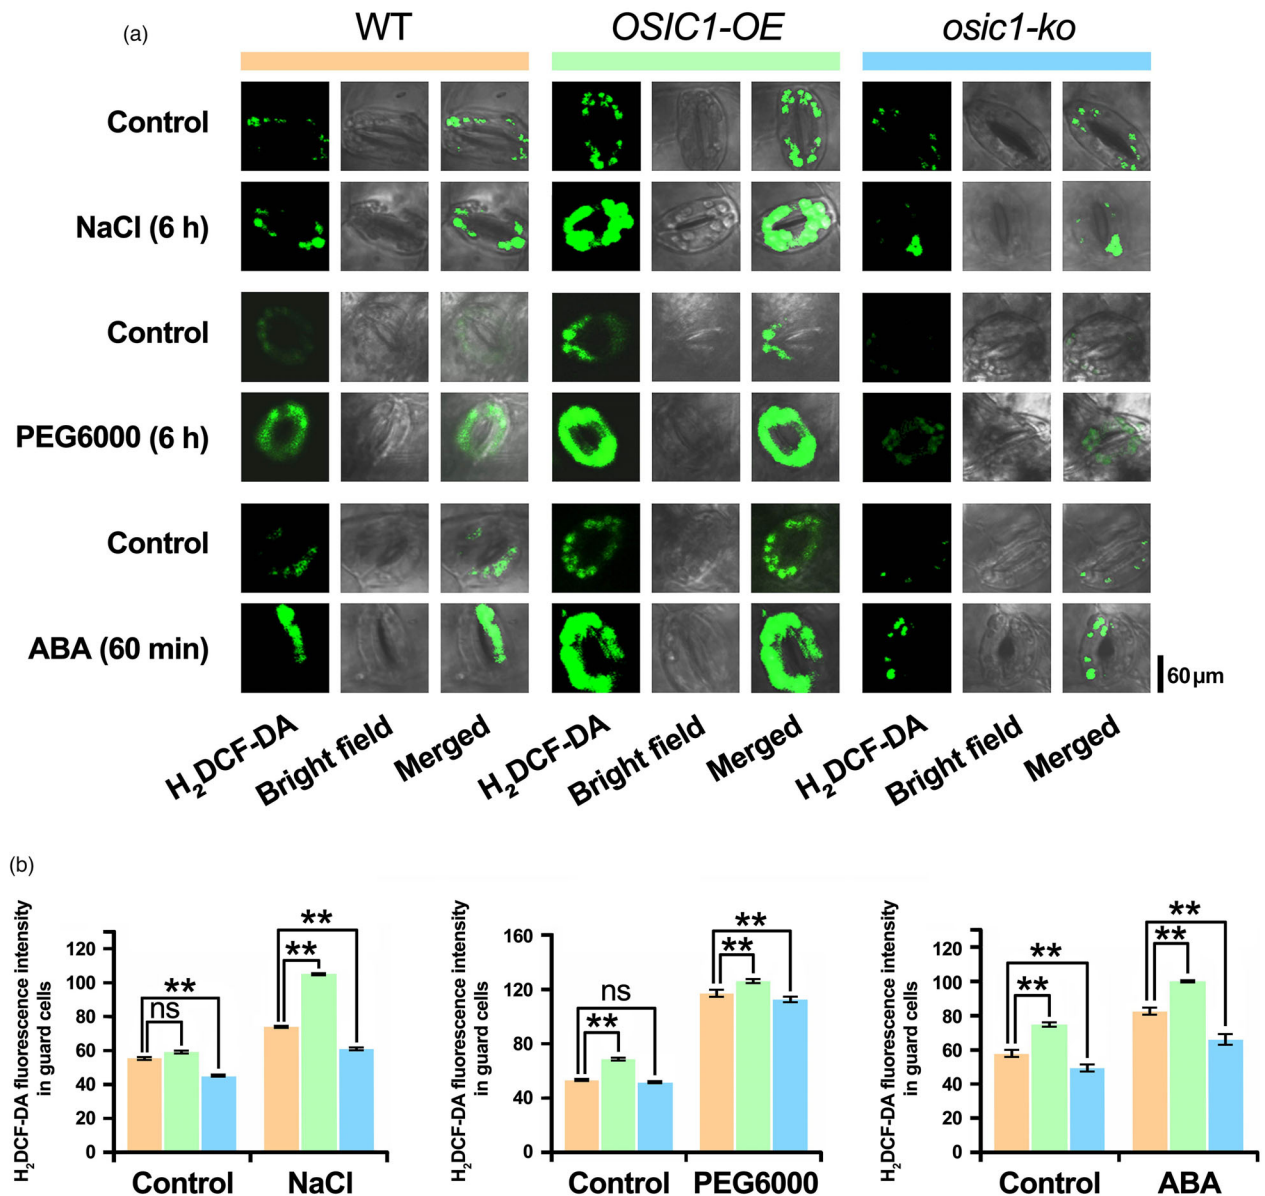 (a)
WT OSIC1-OE osic1-ko
Control
NaCl (6 h)
Control
PEG6000 (6 h)
Control
ABA (60 min)
60 μm
H2DCF-DA Bright field Merged H2DCF-DA Bright field Merged H2DCF-DA Bright field Merged
(b)
H2DCF-DA fluorescence intensity
in guard cells
120
100
80
60
40
20
0
ns
**
**
**
Control NaCl
H2DCF-DA fluorescence intensity
in guard cells
160
120
80
40
0
**
ns
**
**
Control PEG6000
H2DCF-DA fluorescence intensity
in guard cells
120
100
80
60
40
20
0
**
**
**
**
Control ABA